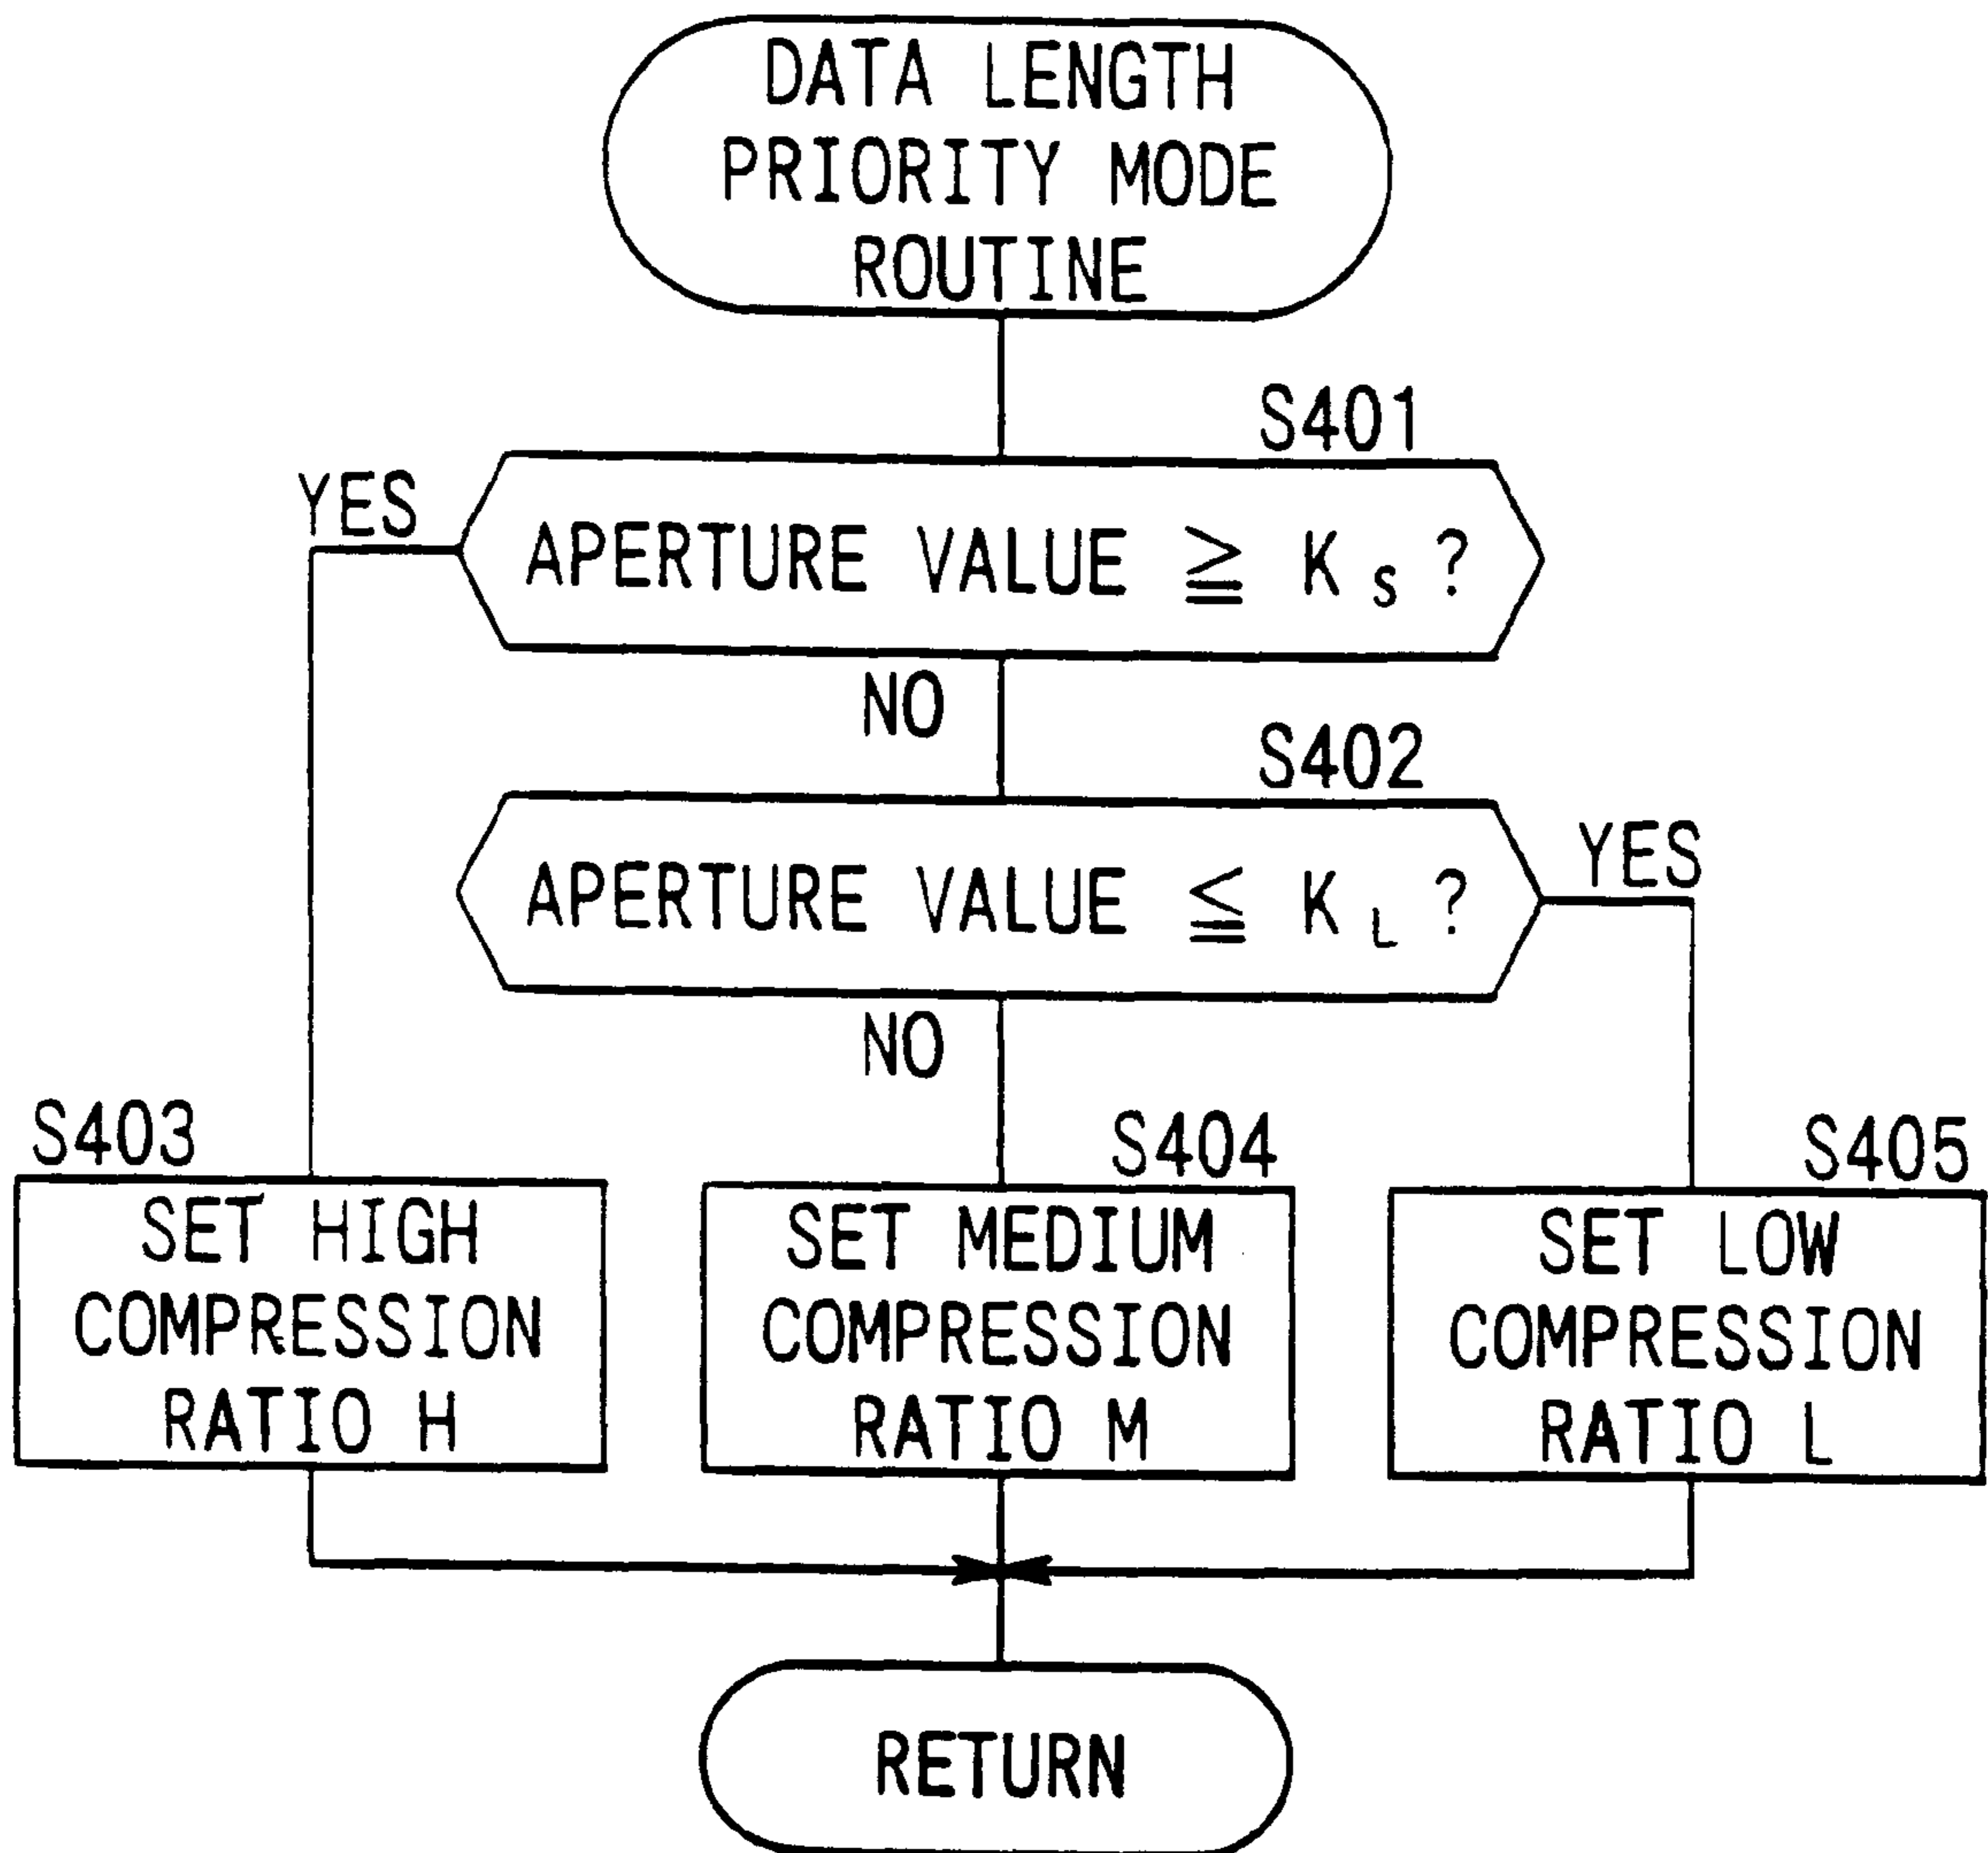 DATA LENGTH
PRIORITY MODE
ROUTINE
S401
YES
APERTURE VALUE ≧ KS ?
NO
S402
YES
APERTURE VALUE ≦ KL ?
NO
S403
SET HIGH
COMPRESSION
RATIO H
S404
SET MEDIUM
COMPRESSION
RATIO M
S405
SET LOW
COMPRESSION
RATIO L
RETURN